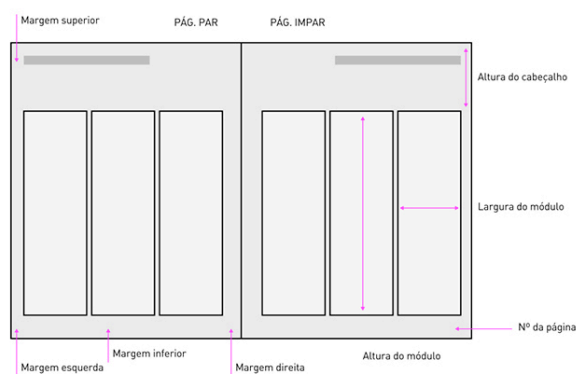 Margem superior
PÁG. PAR
PÁG. IMPAR
Altura do cabeçalho
Largura do módulo
Nº da página
Margem inferior
Altura do módulo
Margem esquerda
Margem direita